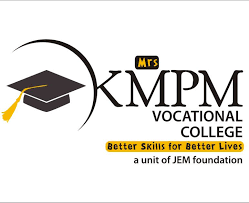 Mrs
KMPM
VOCATIONAL
COLLEGE
Better Skills for Better Lives
a unit of JEM foundation